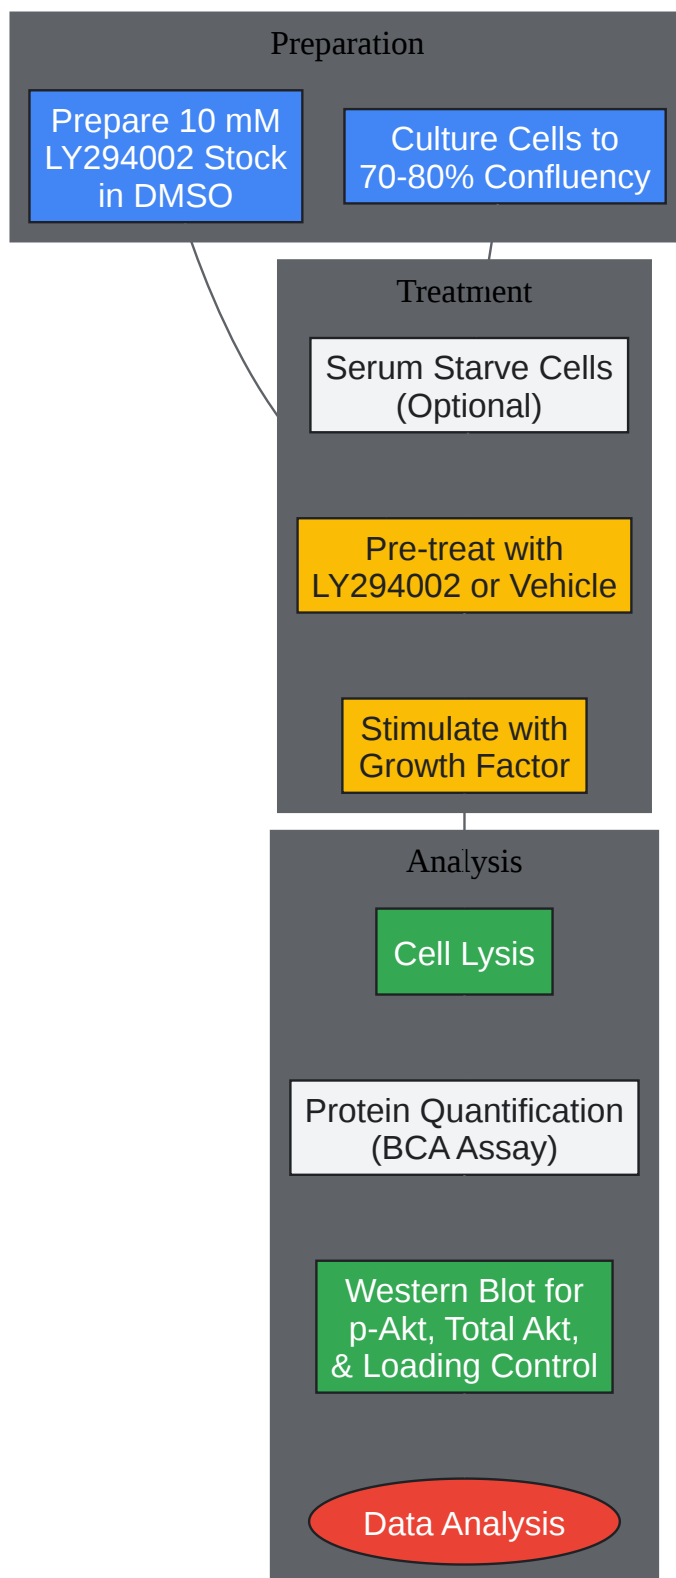 Preparation
Prepare 10 mM
LY294002 Stock
in DMSO
Culture Cells to
70-80% Confluency
Treatment
Serum Starve Cells
(Optional)
Pre-treat with
LY294002 or Vehicle
Stimulate with
Growth Factor
Analysis
Cell Lysis
Protein Quantification
(BCA Assay)
Western Blot for
p-Akt, Total Akt,
& Loading Control
Data Analysis